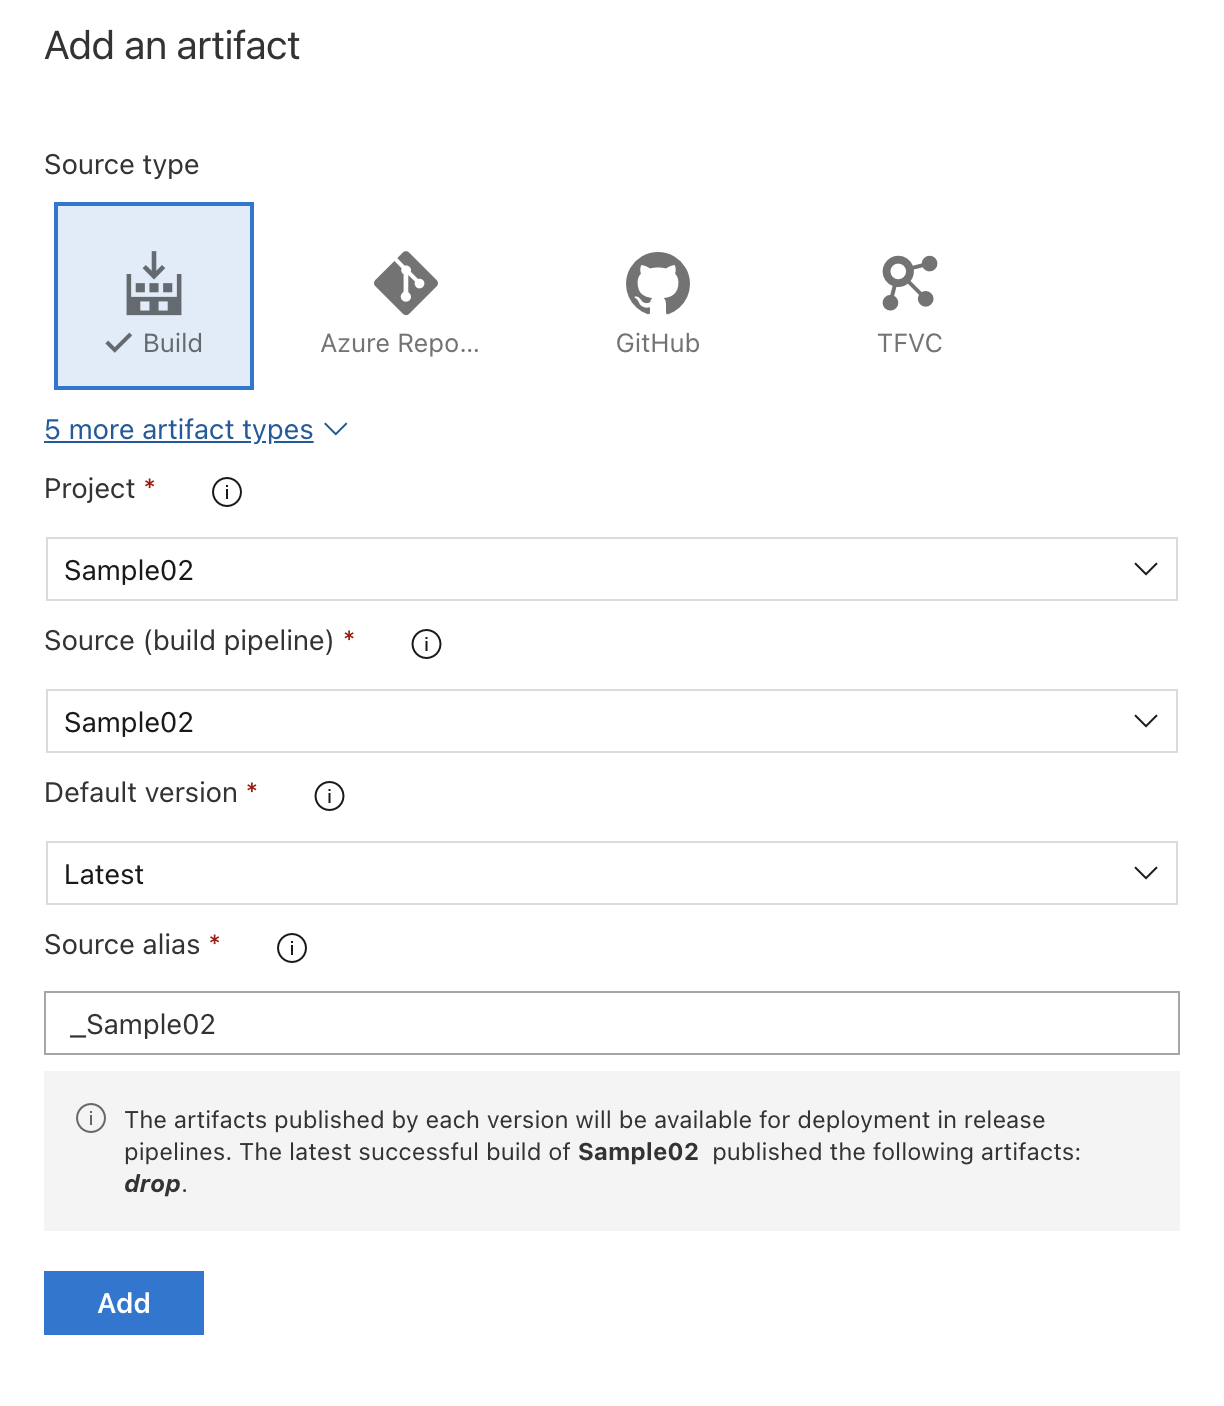 Add an artifact
Source type
Build
Azure Repo...
GitHub
TFVC
5 more artifact types
Project *
Sample02
Source (build pipeline) *
Sample02
Default version *
Latest
Source alias *
_Sample02
The artifacts published by each version will be available for deployment in release
pipelines. The latest successful build of Sample02 published the following artifacts:
drop.
Add